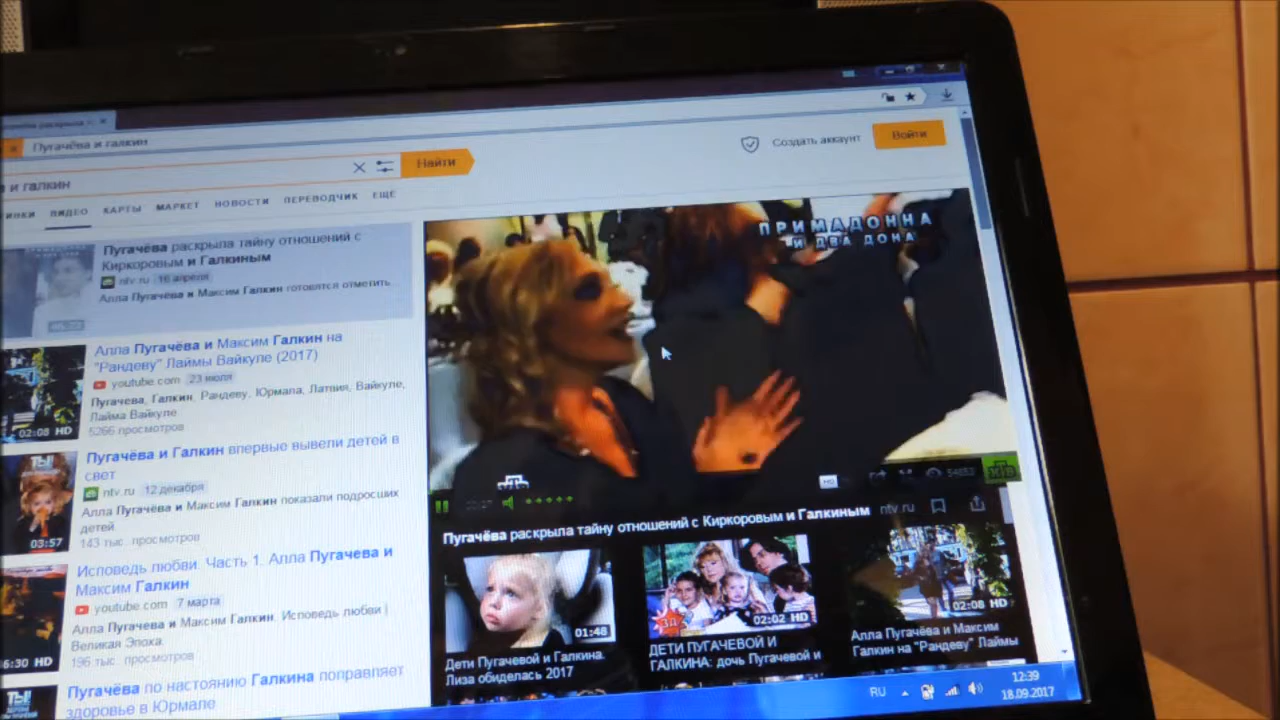 Пугачёва и галкин
и галкин
Найти
Создать аккаунт
Войти
ВИДЕО КАРТЫ МАРКЕТ НОВОСТИ ПЕРЕВОДЧИК ЕЩЁ
Пугачёва раскрыла тайну отношений с
Киркоровым и Галкиным
ntv.ru 16 апреля
Алла Пугачёва и Максим Галкин готовятся отметить...
Алла Пугачёва и Максим Галкин на
"Рандеву" Лаймы Вайкуле (2017)
youtube.com 23 июля
Пугачева, Галкин, Рандеву, Юрмала, Латвия, Вайкуле,
Лайма Вайкуле
5266 просмотров
02:08 HD
Пугачёва и Галкин впервые вывели детей в
свет
ntv.ru 12 декабря
Алла Пугачёва и Максим Галкин показали подросших
детей.
143 тыс. просмотров
ТЫ!
03:57
Исповедь любви. Часть 1. Алла Пугачева и
Максим Галкин
youtube.com 7 марта
Алла Пугачева и Максим Галкин. Исповедь любви |
Великая Эпоха.
196 тыс. просмотров
6:30 HD
Пугачёва по настоянию Галкина поправляет
здоровье в Юрмале
ТЫ!
ПРИМАДОННА
И ДВА ДОНА
HD
Пугачёва раскрыла тайну отношений с Киркоровым и Галкиным ntv.ru
01:48
Дети Пугачевой и Галкина.
Лиза обиделась 2017
02:02 HD
ДЕТИ ПУГАЧЕВОЙ И
ГАЛКИНА: дочь Пугачевой и
02:08 HD
Алла Пугачёва и Максим
Галкин на "Рандеву" Лаймы
RU
12:39
18.09.2017